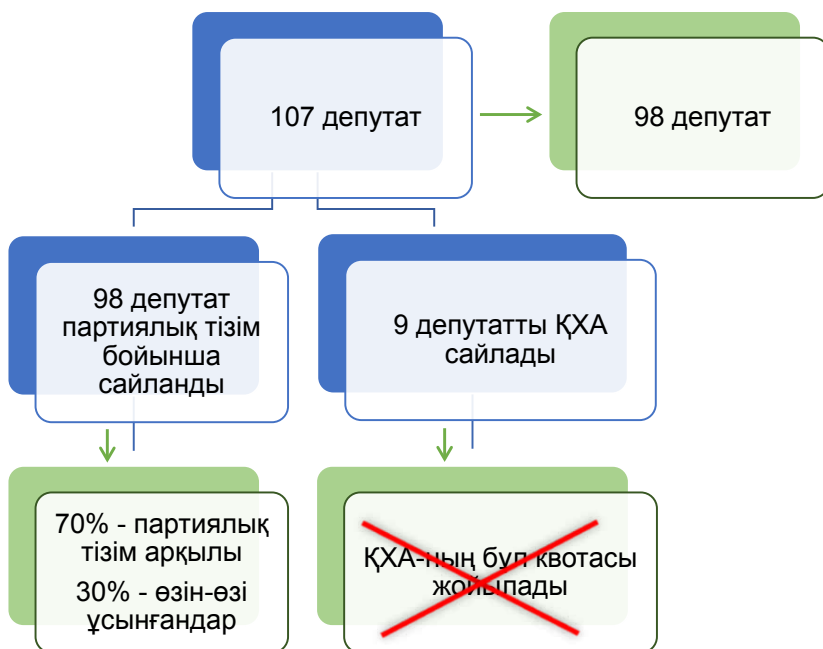 107 депутат
98 депутат
98 депутат
партиялық тізім
бойынша
сайланды
9 депутатты ҚХА
сайлады
70% - партиялық
тізім арқылы
30% - өзін-өзі
ұсынғандар
ҚХА-ның бұл квотасы
жойылады